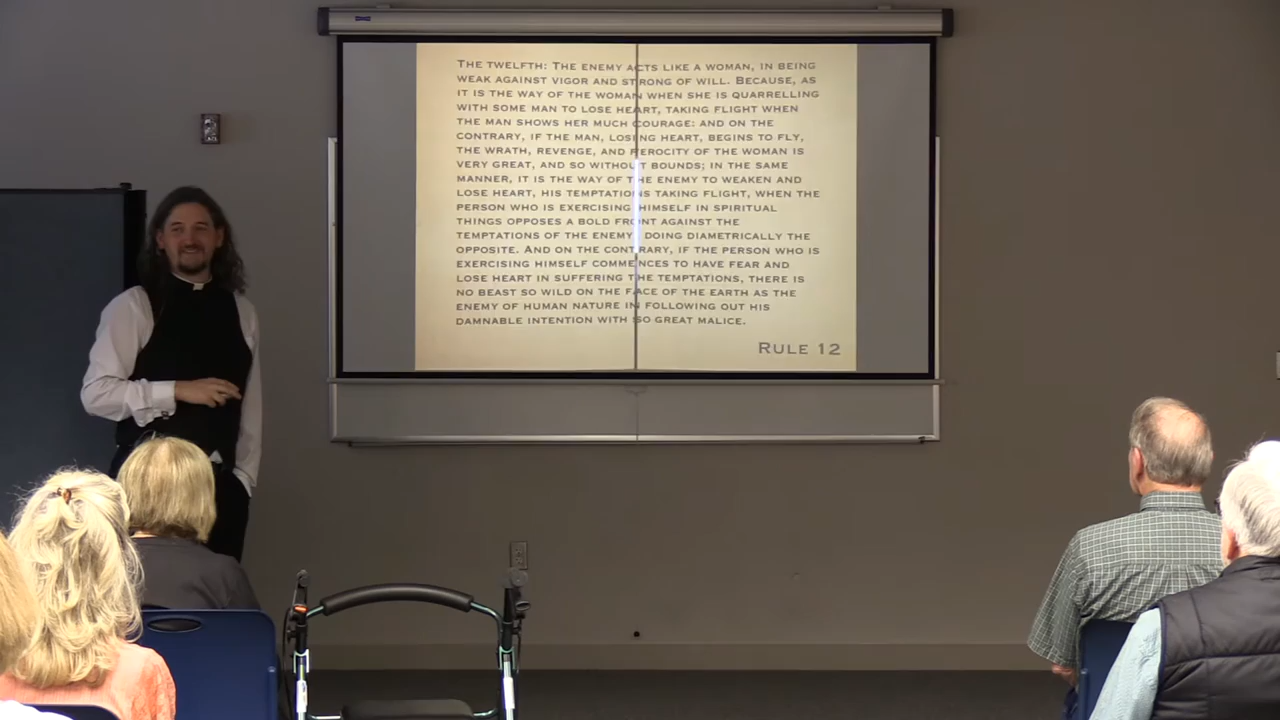 THE TWELFTH: THE ENEMY ACTS LIKE A WOMAN, IN BEING
WEAK AGAINST VIGOR AND STRONG OF WILL. BECAUSE, AS
IT IS THE WAY OF THE WOMAN WHEN SHE IS QUARRELLING
WITH SOME MAN TO LOSE HEART, TAKING FLIGHT WHEN
THE MAN SHOWS HER MUCH COURAGE: AND ON THE
CONTRARY, IF THE MAN, LOSING HEART, BEGINS TO FLY,
THE WRATH, REVENGE, AND FEROCITY OF THE WOMAN IS
VERY GREAT, AND SO WITHOUT BOUNDS; IN THE SAME
MANNER, IT IS THE WAY OF THE ENEMY TO WEAKEN AND
LOSE HEART, HIS TEMPTATIONS TAKING FLIGHT, WHEN THE
PERSON WHO IS EXERCISING HIMSELF IN SPIRITUAL
THINGS OPPOSES A BOLD FRONT AGAINST THE
TEMPTATIONS OF THE ENEMY, DOING DIAMETRICALLY THE
OPPOSITE. AND ON THE CONTRARY, IF THE PERSON WHO IS
EXERCISING HIMSELF COMMENCES TO HAVE FEAR AND
LOSE HEART IN SUFFERING THE TEMPTATIONS, THERE IS
NO BEAST SO WILD ON THE FACE OF THE EARTH AS THE
ENEMY OF HUMAN NATURE IN FOLLOWING OUT HIS
DAMNABLE INTENTION WITH SO GREAT MALICE.
RULE 12